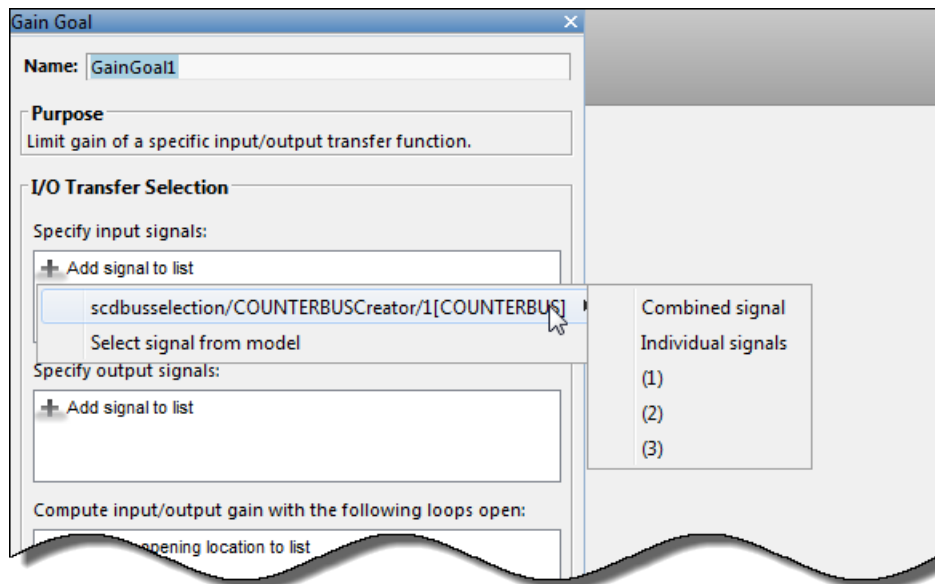 Gain Goal
Name: GainGoal1
Purpose
Limit gain of a specific input/output transfer function.
I/O Transfer Selection
Specify input signals:
Add signal to list
scdbusselection/COUNTERBUSCreator/1[COUNTERBUS]
Select signal from model
Combined signal
Individual signals
(1)
(2)
(3)
Specify output signals:
Add signal to list
Compute input/output gain with the following loops open:
opening location to list